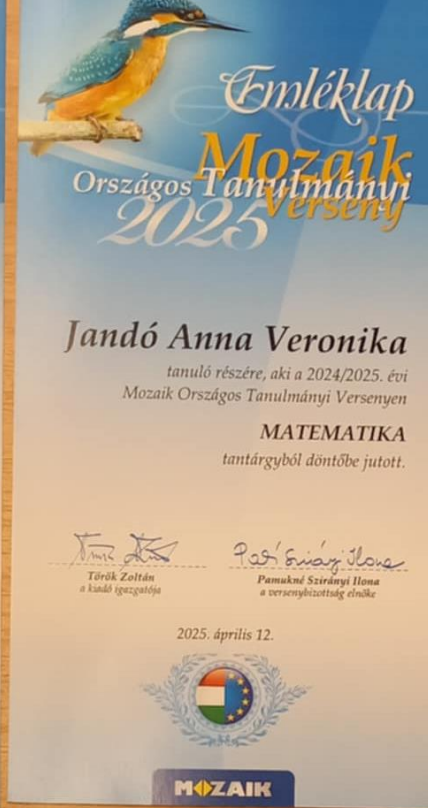 Emléklap
Mozaik
Országos Tanulmányi
Verseny
2025
Jandó Anna Veronika
tanuló részére, aki a 2024/2025. évi
Mozaik Országos Tanulmányi Versenyen
MATEMATIKA
tantárgyból döntőbe jutott.
Török Zoltán
a kiadó igazgatója
Pamukné Szirányi Ilona
a versenybizottság elnöke
2025. április 12.
MOZAIK